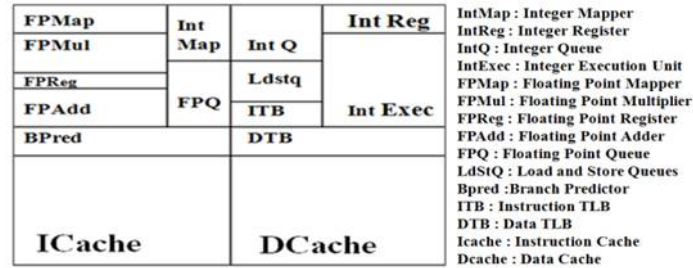 FPMap
Int Map
Int Reg
FPMul
Int Q
FPReg
Ldstq
FPAdd
FPQ
ITB
Int Exec
BPred
DTB
ICache
DCache
IntMap : Integer Mapper
IntReg : Integer Register
IntQ : Integer Queue
IntExec : Integer Execution Unit
FPMap : Floating Point Mapper
FPMul : Floating Point Multiplier
FPReg : Floating Point Register
FPAdd : Floating Point Adder
FPQ : Floating Point Queue
LdStQ : Load and Store Queues
Bpred :Branch Predictor
ITB : Instruction TLB
DTB : Data TLB
Icache : Instruction Cache
Dcache : Data Cache